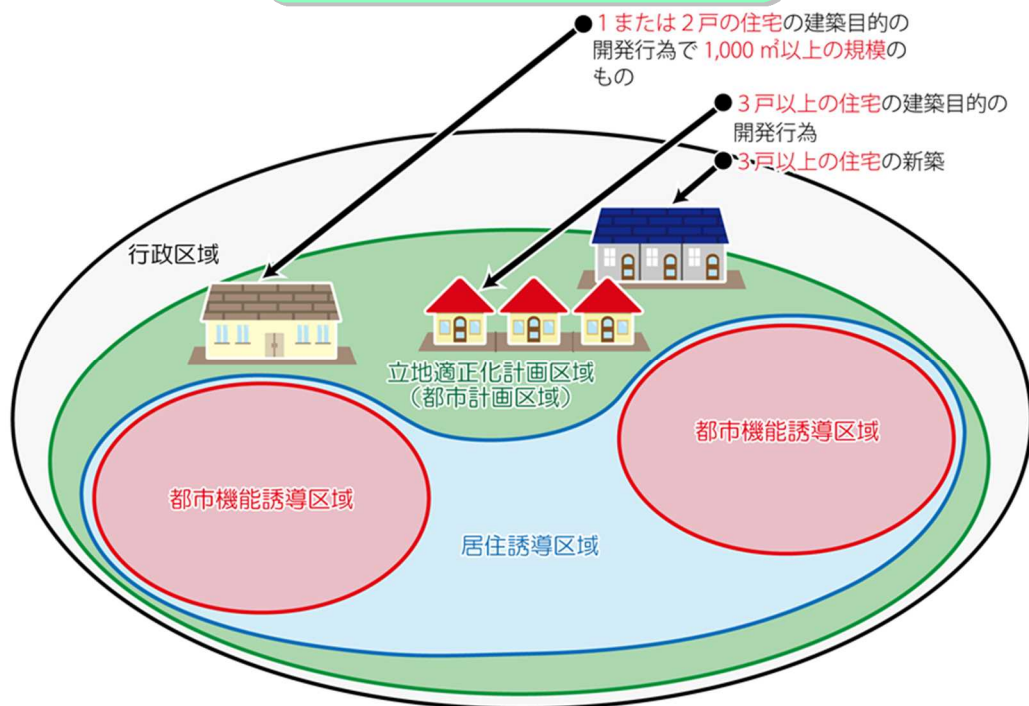 1または2戸の住宅の建築目的の
開発行為で1,000㎡以上の規模の
もの
3戸以上の住宅の建築目的の
開発行為
3戸以上の住宅の新築
行政区域
立地適正化計画区域
（都市計画区域）
都市機能誘導区域
都市機能誘導区域
居住誘導区域